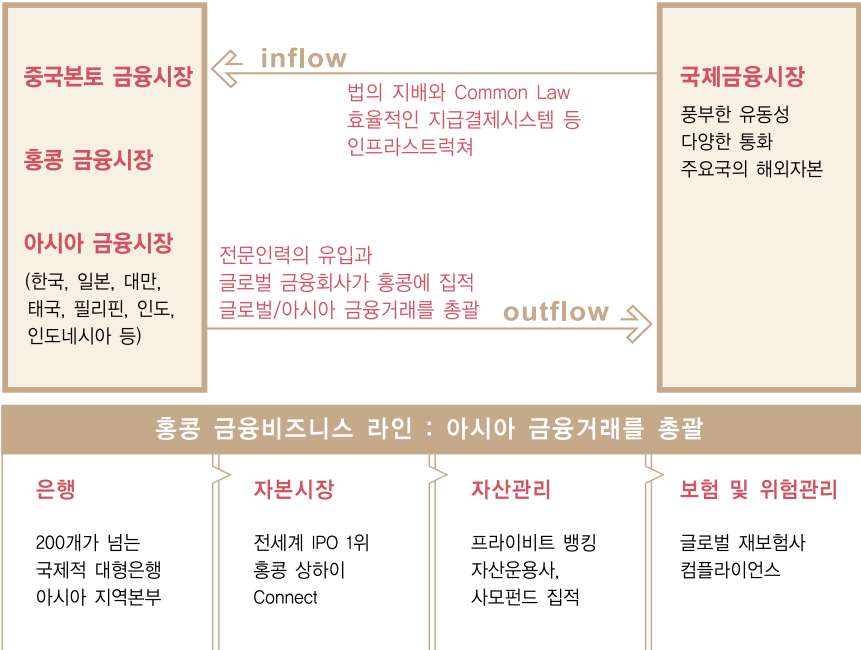 중국본토 금융시장
홍콩 금융시장
아시아 금융시장
(한국, 일본, 대만,
태국, 필리핀, 인도,
인도네시아 등)
inflow
법의 지배와 Common Law
효율적인 지급결제시스템 등
인프라스트럭쳐
전문인력의 유입과
글로벌 금융회사가 홍콩에 집적
글로벌/아시아 금융거래를 총괄
outflow
국제금융시장
풍부한 유동성
다양한 통화
주요국의 해외자본
홍콩 금융비즈니스 라인 : 아시아 금융거래를 총괄
은행
200개가 넘는
국제적 대형은행
아시아 지역본부
자본시장
전세계 IPO 1위
홍콩 상하이
Connect
자산관리
프라이비트 뱅킹
자산운용사,
사모펀드 집적
보험 및 위험관리
글로벌 재보험사
컴플라이언스